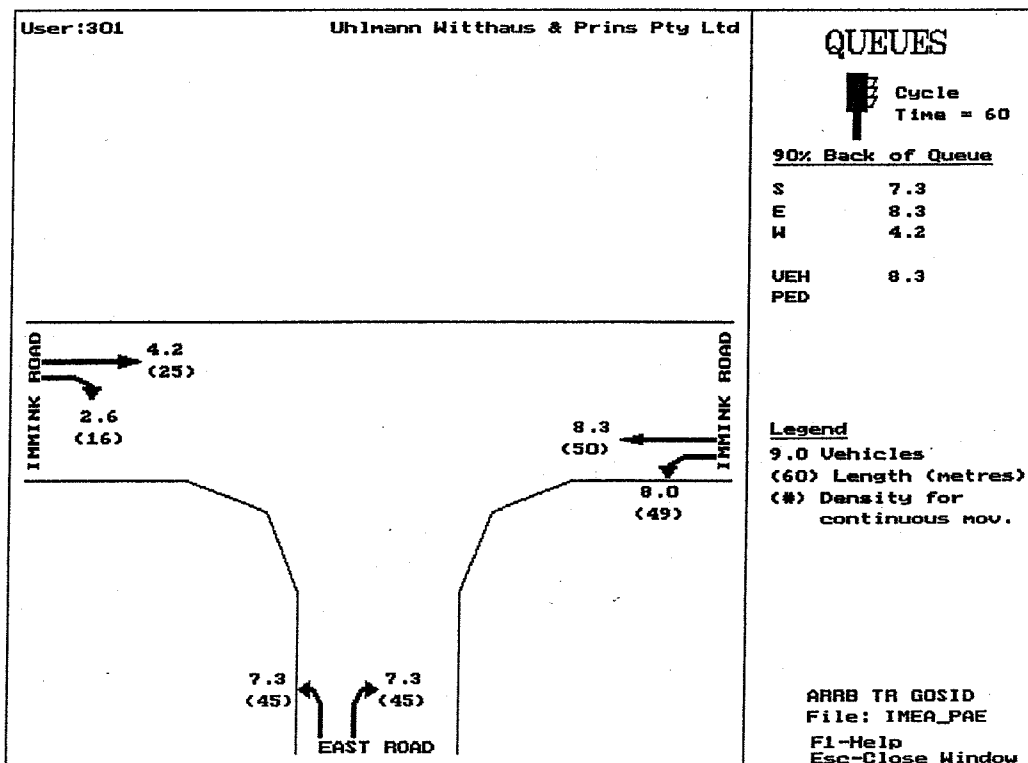 User:301
Uhlmann Witthaus & Prins Pty Ltd
QUEUES
Cycle
Time = 60
90% Back of Queue
S 7.3
E 8.3
W 4.2
VEH 8.3
PED
IMMINK ROAD
4.2
(25)
2.6
(16)
8.3
(50)
8.0
(49)
IMMINK ROAD
Legend
9.0 Vehicles
(60) Length (metres)
(#) Density for
continuous mov.
7.3
(45)
7.3
(45)
EAST ROAD
ARRB TR GOSID
File: IMEA_PAE
F1-Help
Esc-Close Window